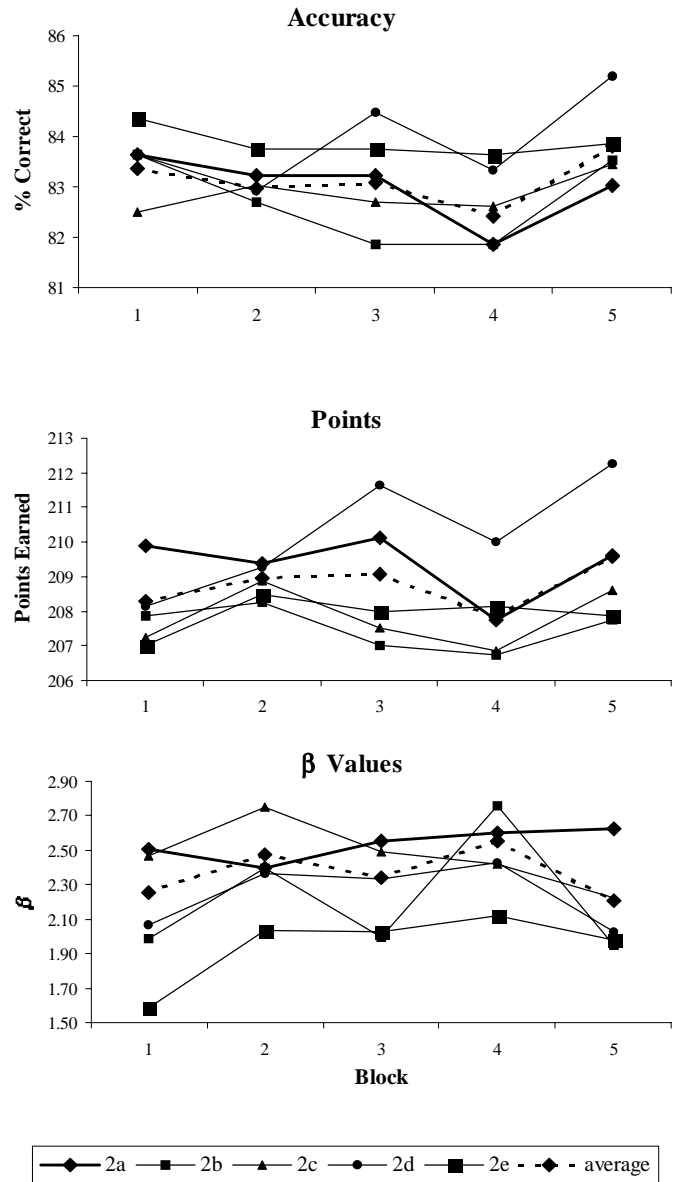 Accuracy
% Correct
86
85
84
83
82
81
1 2 3 4 5
Points
Points Earned
213
212
211
210
209
208
207
206
1 2 3 4 5
β Values
β
2.90
2.70
2.50
2.30
2.10
1.90
1.70
1.50
1 2 3 4 5
Block
2a 2b 2c 2d 2e average